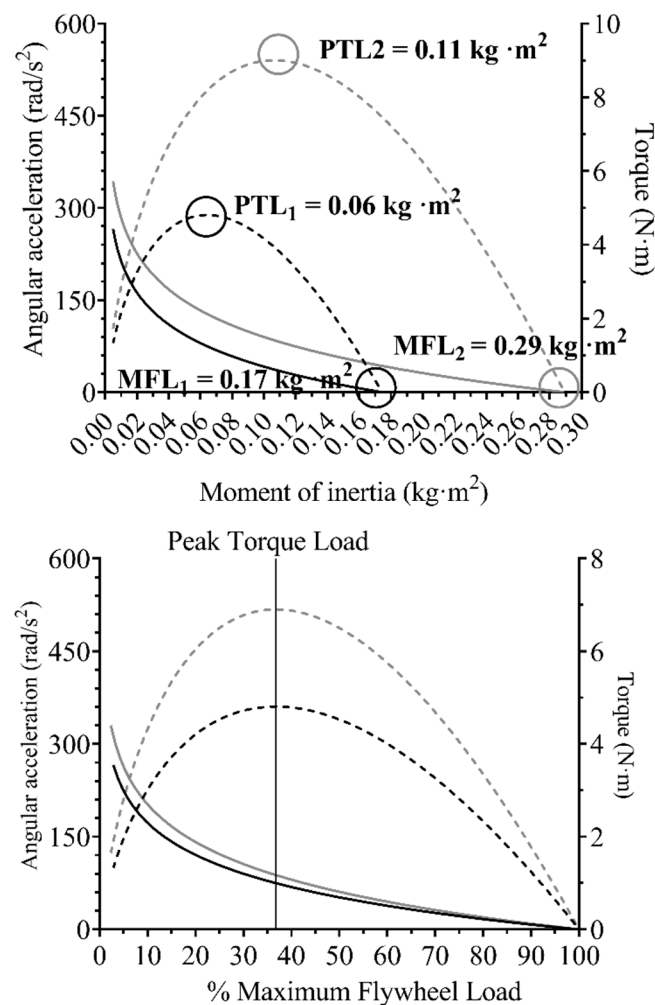 600
450
300
150
0
Angular acceleration (rad/s²)
10
8
6
4
2
0
Torque (N·m)
PTL2 = 0.11 kg ·m²
PTL₁ = 0.06 kg ·m²
MFL₂ = 0.29 kg ·m²
MFL₁ = 0.17 kg ·m²
0.00 0.02 0.04 0.06 0.08 0.10 0.12 0.14 0.16 0.18 0.20 0.22 0.24 0.26 0.28 0.30
Moment of inertia (kg·m²)
Peak Torque Load
600
450
300
150
0
Angular acceleration (rad/s²)
8
6
4
2
0
Torque (N·m)
0 10 20 30 40 50 60 70 80 90 100
% Maximum Flywheel Load